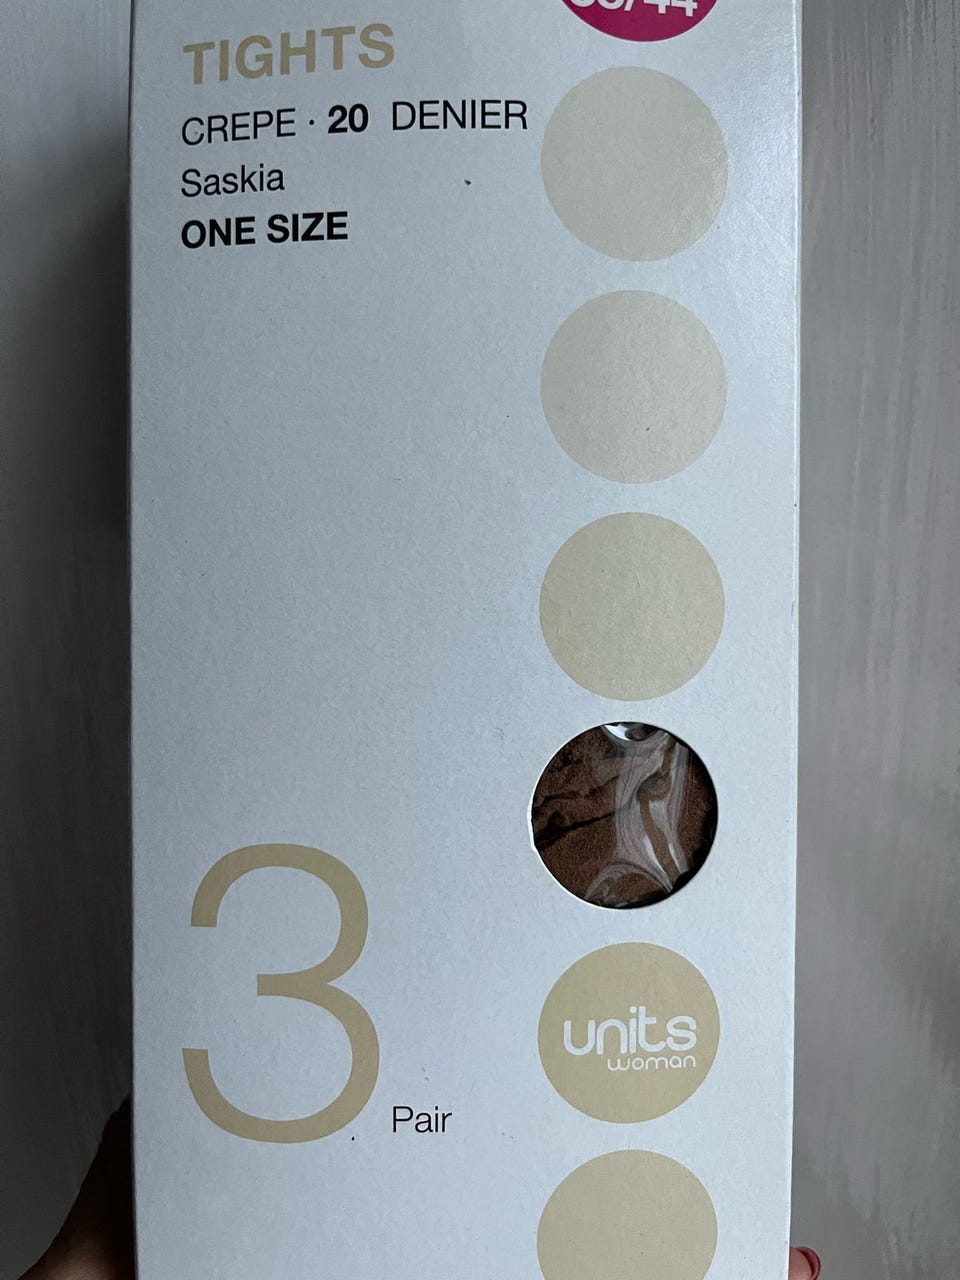 TIGHTS
CREPE · 20 DENIER
Saskia
ONE SIZE
3 Pair
units
woman